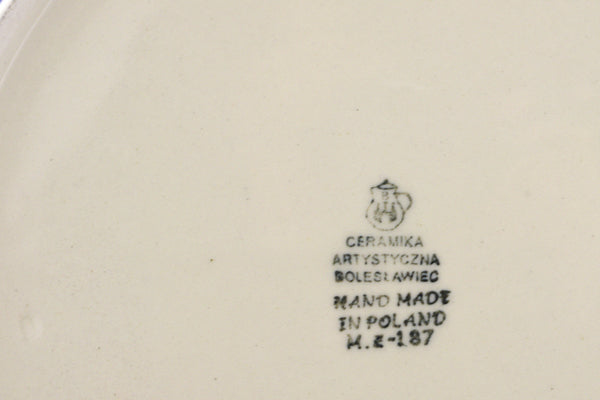 CERAMIKA
ARTYSTYCZNA
BOLESŁAWIEC
HAND MADE
IN POLAND
M.E-187